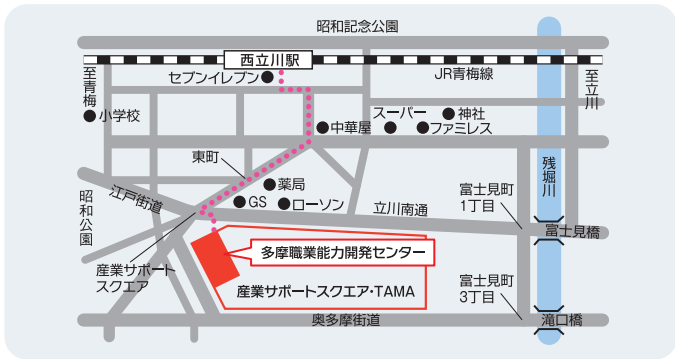 昭和記念公園
西立川駅
セブンイレブン
JR青梅線
至青梅
至立川
小学校
スーパー
神社
中華屋
ファミレス
東町
残堀川
薬局
富士見町
1丁目
昭和公園
江戸街道
GS
ローソン
立川南通
富士見橋
多摩職業能力開発センター
産業サポート
スクエア
産業サポートスクエア・TAMA
富士見町
3丁目
奥多摩街道
滝口橋